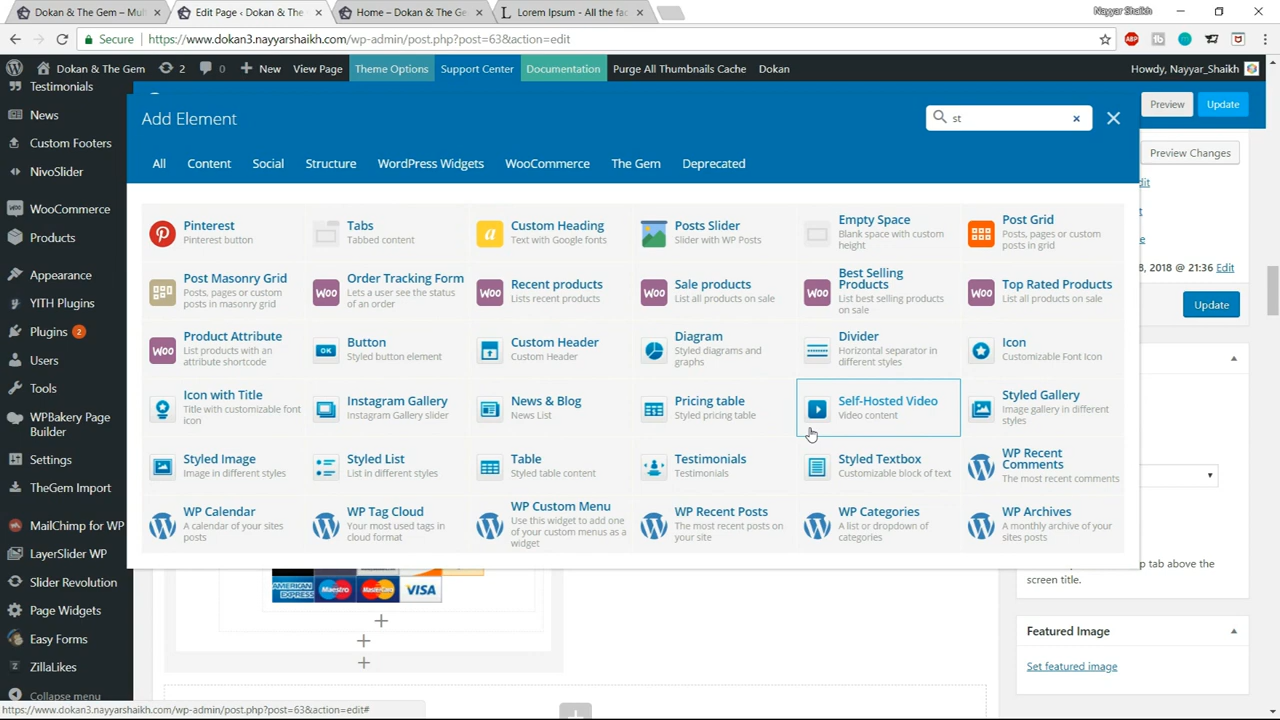 Dokan & The Gem – Mult
Edit Page ‹ Dokan & The
Home – Dokan & The Ge
Lorem Ipsum - All the fac
Nayyar Shaikh
Secure
https://www.dokan3.nayyarshaikh.com/wp-admin/post.php?post=63&action=edit
Dokan & The Gem
2
0
New
View Page
Theme Options
Support Center
Documentation
Purge All Thumbnails Cache
Dokan
Howdy, Nayyar_Shaikh
Testimonials
News
Custom Footers
NivoSlider
WooCommerce
Products
Appearance
YITH Plugins
Plugins 2
Users
Tools
WPBakery Page
Builder
Settings
TheGem Import
MailChimp for WP
LayerSlider WP
Slider Revolution
Page Widgets
Easy Forms
ZillaLikes
Collapse menu
Add Element
st
All
Content
Social
Structure
WordPress Widgets
WooCommerce
The Gem
Deprecated
Pinterest
Pinterest button
Tabs
Tabbed content
Custom Heading
Text with Google fonts
Posts Slider
Slider with WP Posts
Empty Space
Blank space with custom
height
Post Grid
Posts, pages or custom
posts in grid
Post Masonry Grid
Posts, pages or custom
posts in masonry grid
Order Tracking Form
Lets a user see the status
of an order
Recent products
Lists recent products
Sale products
List all products on sale
Best Selling
Products
List best selling products
on sale
Top Rated Products
List all products on sale
Product Attribute
List products with an
attribute shortcode
Button
Styled button element
Custom Header
Custom Header
Diagram
Styled diagrams and
graphs
Divider
Horizontal separator in
different styles
Icon
Customizable Font Icon
Icon with Title
Title with customizable font
icon
Instagram Gallery
Instagram Gallery slider
News & Blog
News List
Pricing table
Styled pricing table
Self-Hosted Video
Video content
Styled Gallery
Image gallery in different
styles
Styled Image
Image in different styles
Styled List
List in different styles
Table
Styled table content
Testimonials
Testimonials
Styled Textbox
Customizable block of text
WP Recent
Comments
The most recent comments
WP Calendar
A calendar of your sites
posts
WP Tag Cloud
Your most used tags in
cloud format
WP Custom Menu
Use this widget to add one
of your custom menus as a
widget
WP Recent Posts
The most recent posts on
your site
WP Categories
A list or dropdown of
categories
WP Archives
A monthly archive of your
sites posts
AMERICAN
EXPRESS
Maestro
MasterCard
VISA
Preview
Update
Preview Changes
8, 2018 @ 21:36 Edit
Update
p tab above the
screen title.
Featured Image
Set featured image
https://www.dokan3.nayyarshaikh.com/wp-admin/post.php?post=63&action=edit#